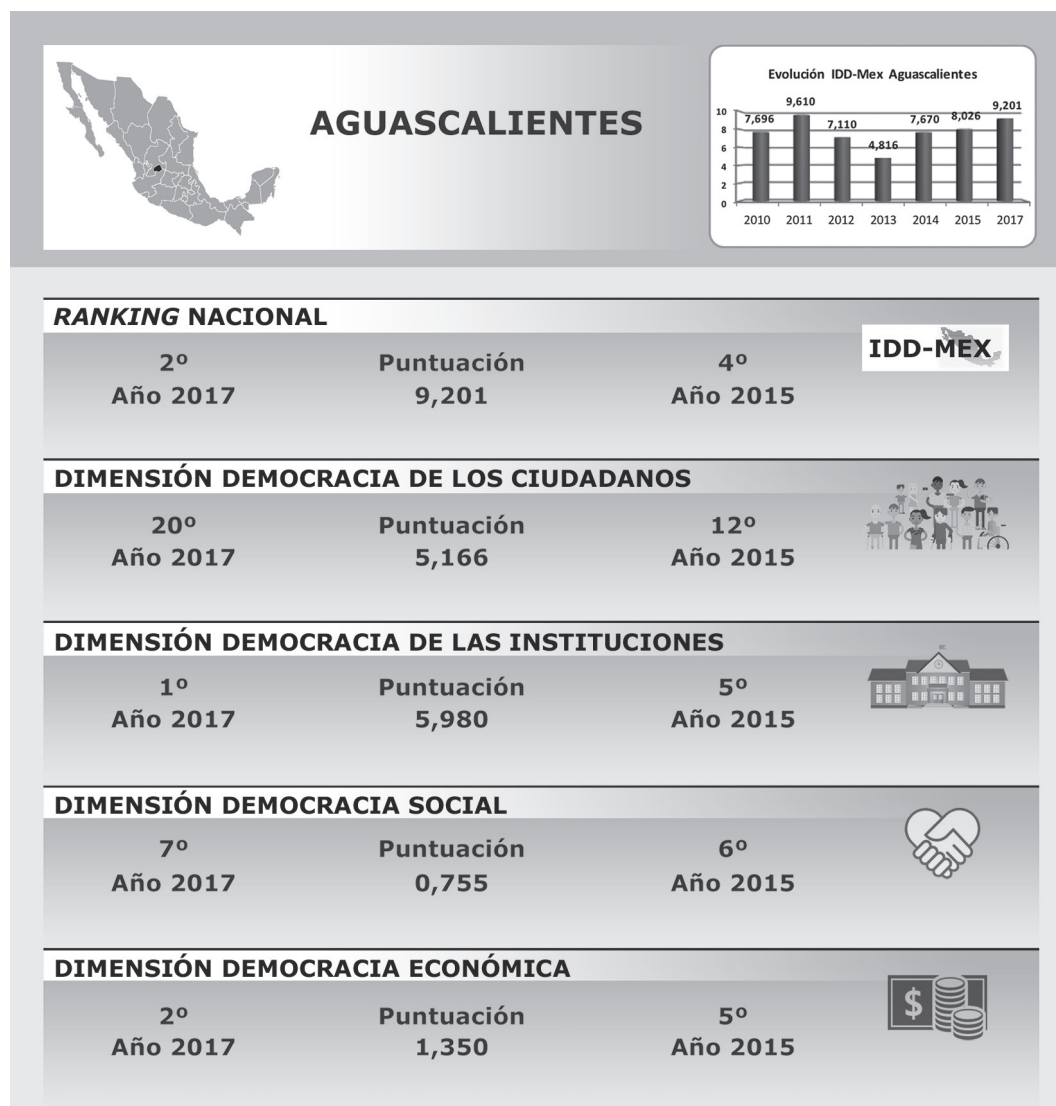 AGUASCALIENTES
Evolución IDD-Mex Aguascalientes
10
8
6
4
2
0
7,696
9,610
7,110
4,816
7,670
8,026
9,201
2010 2011 2012 2013 2014 2015 2017
RANKING NACIONAL
IDD-MEX
2º Puntuación 4º
Año 2017 9,201 Año 2015
DIMENSIÓN DEMOCRACIA DE LOS CIUDADANOS
20º Puntuación 12º
Año 2017 5,166 Año 2015
DIMENSIÓN DEMOCRACIA DE LAS INSTITUCIONES
1º Puntuación 5º
Año 2017 5,980 Año 2015
DIMENSIÓN DEMOCRACIA SOCIAL
7º Puntuación 6º
Año 2017 0,755 Año 2015
DIMENSIÓN DEMOCRACIA ECONÓMICA
$
2º Puntuación 5º
Año 2017 1,350 Año 2015